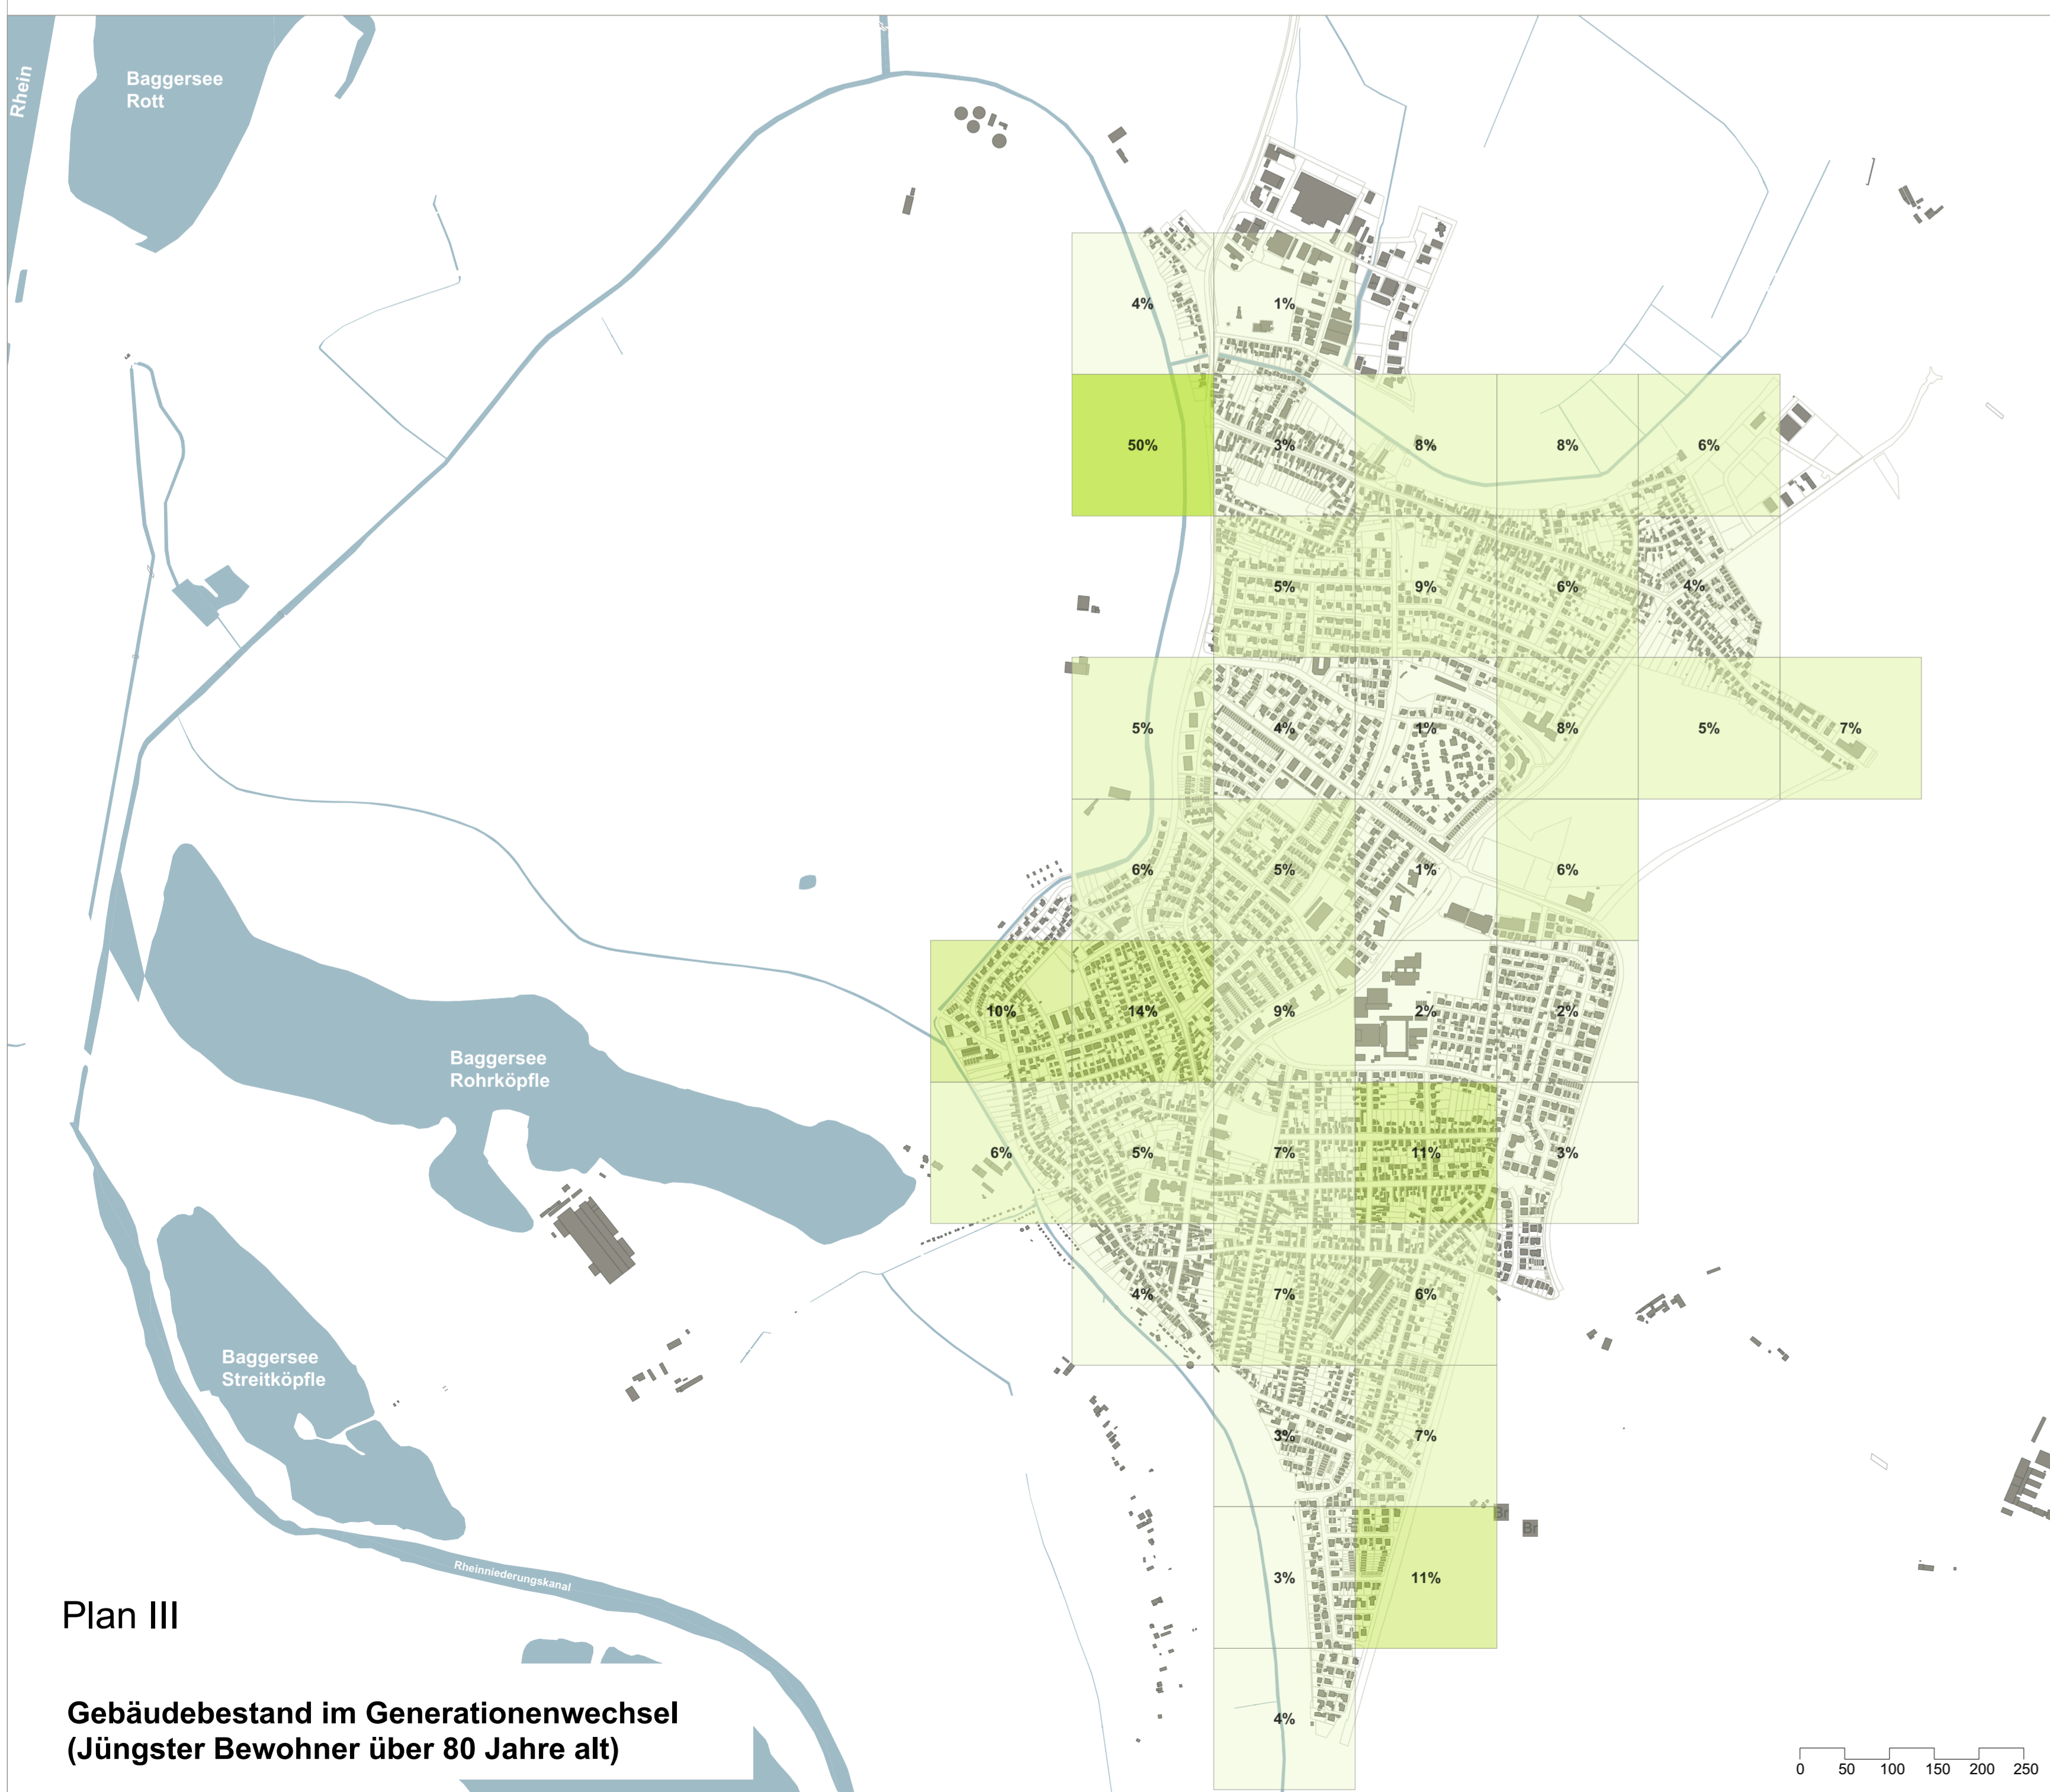 Rhein
Baggersee
Rott
4%
1%
50%
3%
8%
8%
6%
5%
9%
6%
4%
5%
4%
1%
8%
5%
7%
6%
5%
1%
6%
10%
14%
9%
2%
2%
Baggersee
Rohrköpfle
6%
5%
7%
11%
3%
4%
7%
6%
Baggersee
Streitköpfle
3%
7%
Br
Br
3%
11%
Rheinniederungskanal
Plan III
4%
Gebäudebestand im Generationenwechsel
(Jüngster Bewohner über 80 Jahre alt)
0 50 100 150 200 250